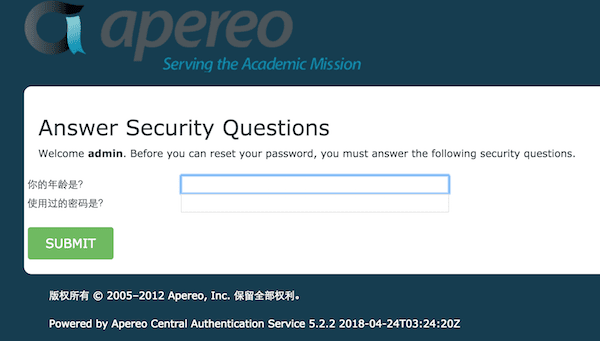 apereo
Serving the Academic Mission
Answer Security Questions
Welcome admin. Before you can reset your password, you must answer the following security questions.
你的年龄是?
使用过的密码是?
SUBMIT
版权所有 © 2005–2012 Apereo, Inc. 保留全部权利。
Powered by Apereo Central Authentication Service 5.2.2 2018-04-24T03:24:20Z